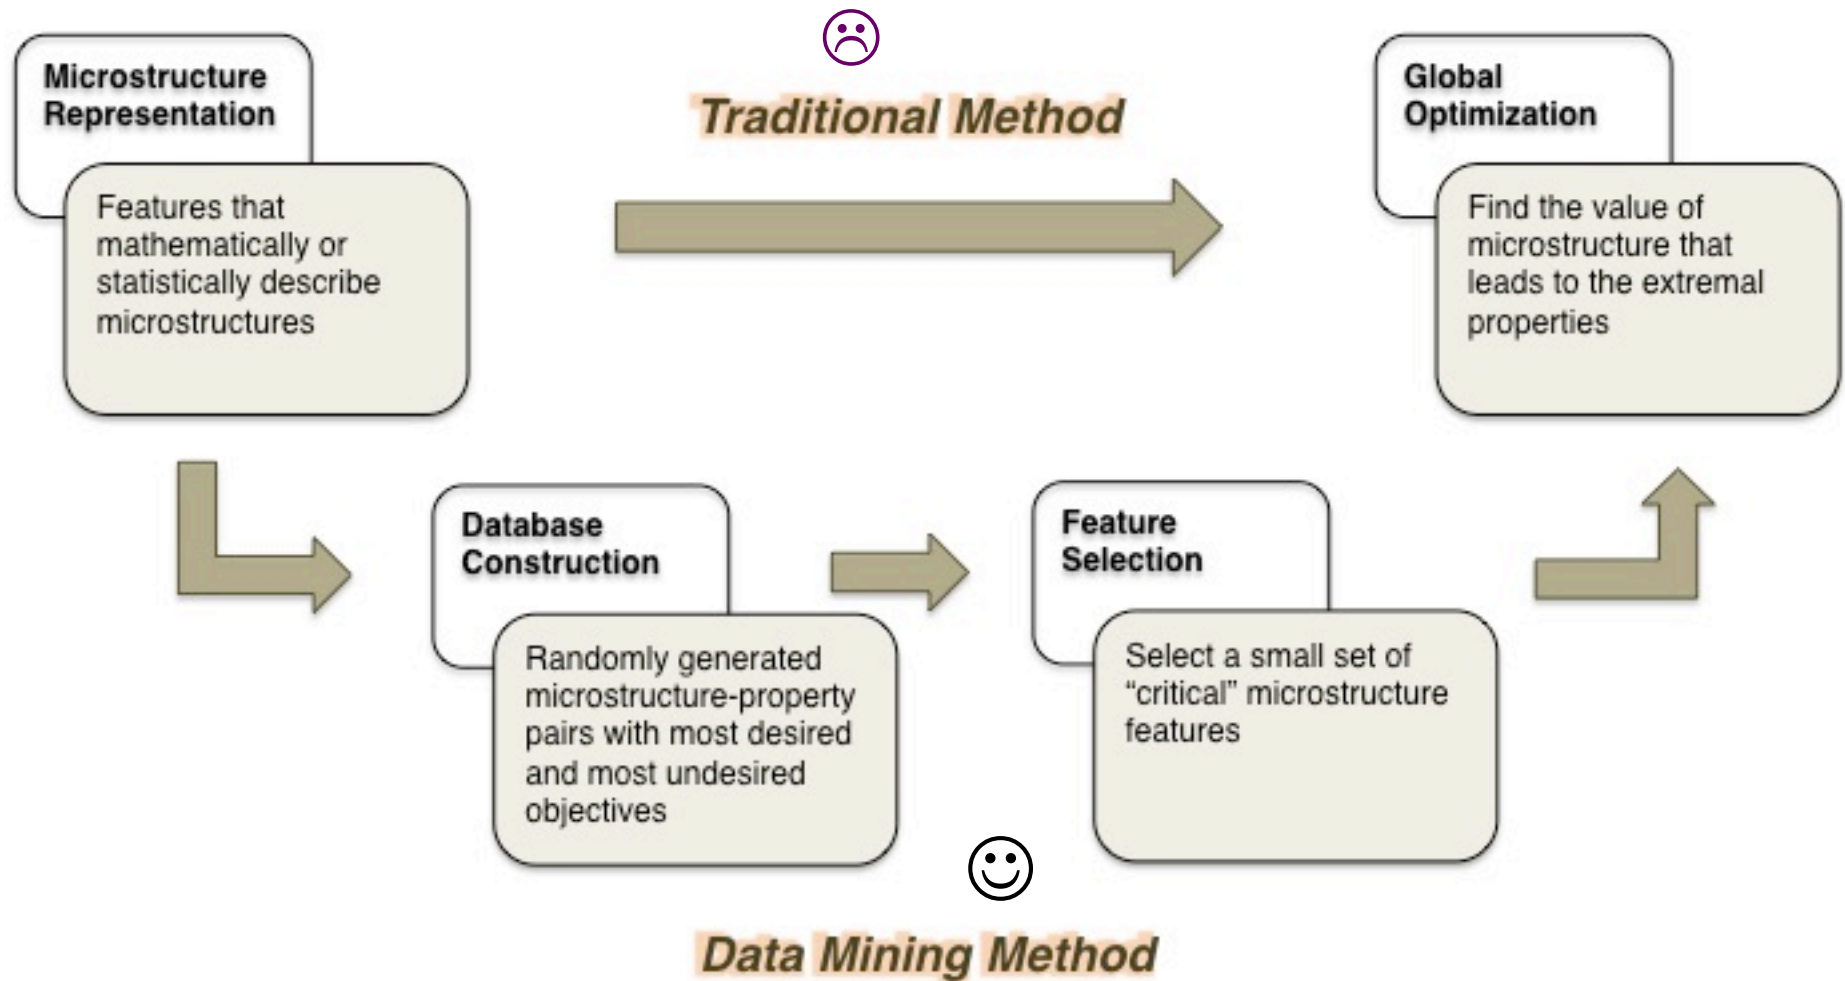 Microstructure
Representation
Features that
mathematically or
statistically describe
microstructures
Traditional Method
Global
Optimization
Find the value of
microstructure that
leads to the extremal
properties
Database
Construction
Randomly generated
microstructure-property
pairs with most desired
and most undesired
objectives
Feature
Selection
Select a small set of
“critical” microstructure
features
Data Mining Method